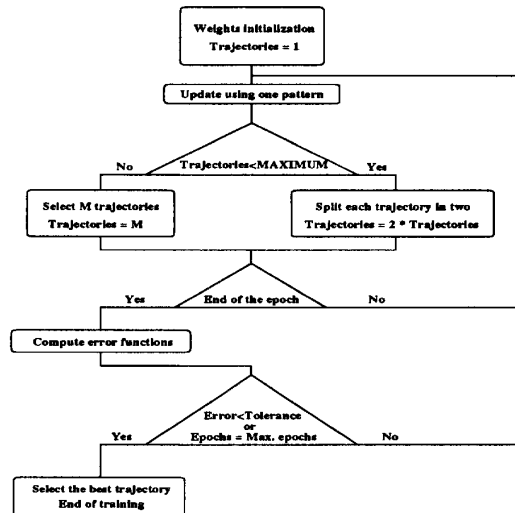 Weights initialization
Trajectories = 1
Update using one pattern
No
Trajectories<MAXIMUM
Yes
Select M trajectories
Trajectories = M
Split each trajectory in two
Trajectories = 2 * Trajectories
Yes
End of the epoch
No
Compute error functions
Error<Tolerance
or
Yes
Epochs = Max. epochs
No
Select the best trajectory
End of training